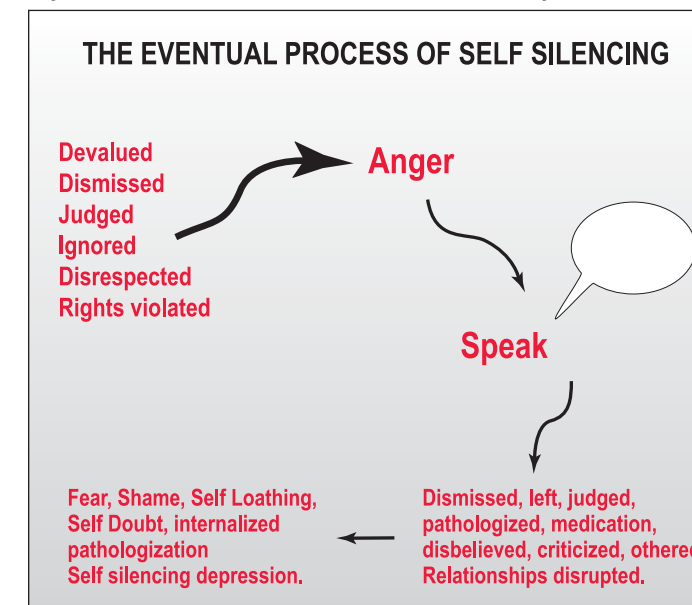 THE EVENTUAL PROCESS OF SELF SILENCING
Devalued
Dismissed
Judged
Ignored
Disrespected
Rights violated
Anger
Speak
Dismissed, left, judged,
pathologized, medication,
disbelieved, criticized, othered
Relationships disrupted.
Fear, Shame, Self Loathing,
Self Doubt, internalized
pathologization
Self silencing depression.